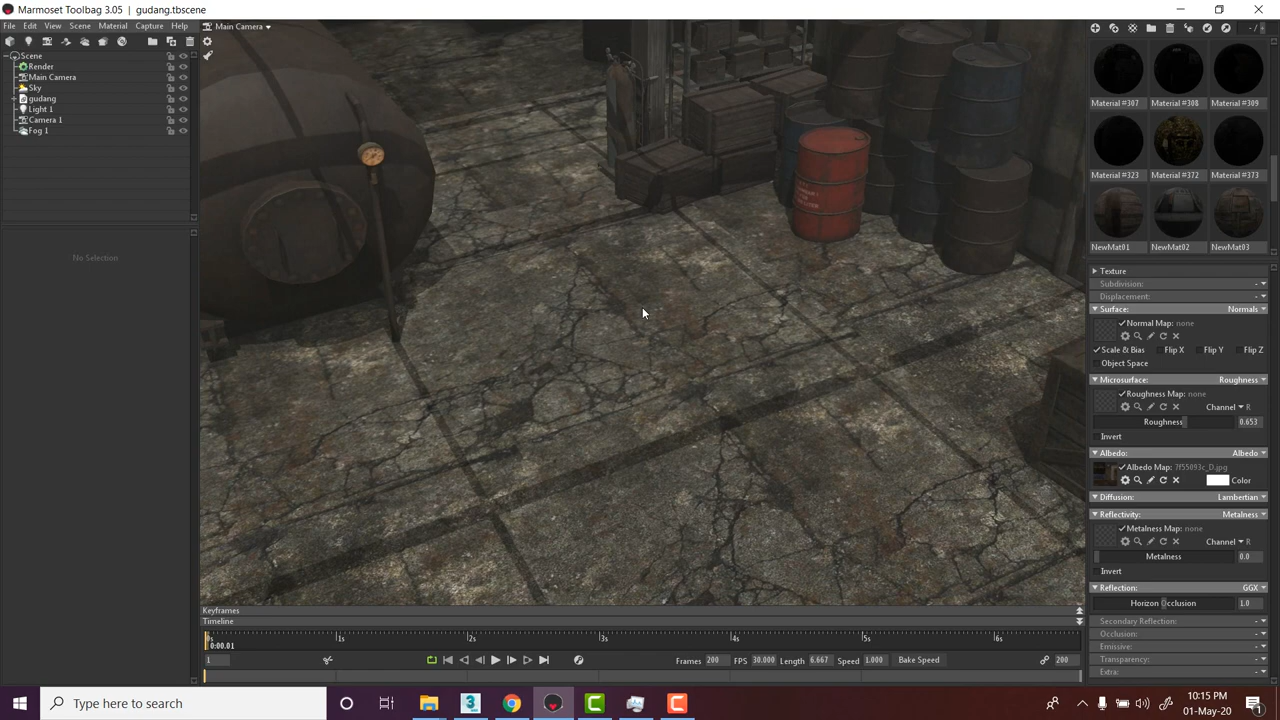 Marmoset Toolbag 3.05 | gudang.tbscene
File Edit View Scene Material Capture Help
Main Camera
- /
Scene
Render
Main Camera
Sky
gudang
Light 1
Camera 1
Fog 1
No Selection
Material #307 Material #308 Material #309
Material #323 Material #372 Material #373
NewMat01 NewMat02 NewMat03
Texture
Subdivision: -
Displacement: -
Surface: Normals
Normal Map: none
Scale & Bias Flip X Flip Y Flip Z
Object Space
Microsurface: Roughness
Roughness Map: none
Channel R
Roughness 0.653
Invert
Albedo: Albedo
Albedo Map: 7f55093c_D.jpg
Color
Diffusion: Lambertian
Reflectivity: Metalness
Metalness Map: none
Channel R
Metalness 0.0
Invert
Reflection: GGX
Horizon Occlusion 1.0
Secondary Reflection: -
Occlusion: -
Emissive: -
Transparency: -
Extra: -
Keyframes
Timeline
0s 1s 2s 3s 4s 5s 6s
0:00.01
1 Frames 200 FPS 30.000 Length 6.667 Speed 1.000 Bake Speed 200
Type here to search
10:15 PM
01-May-20
1